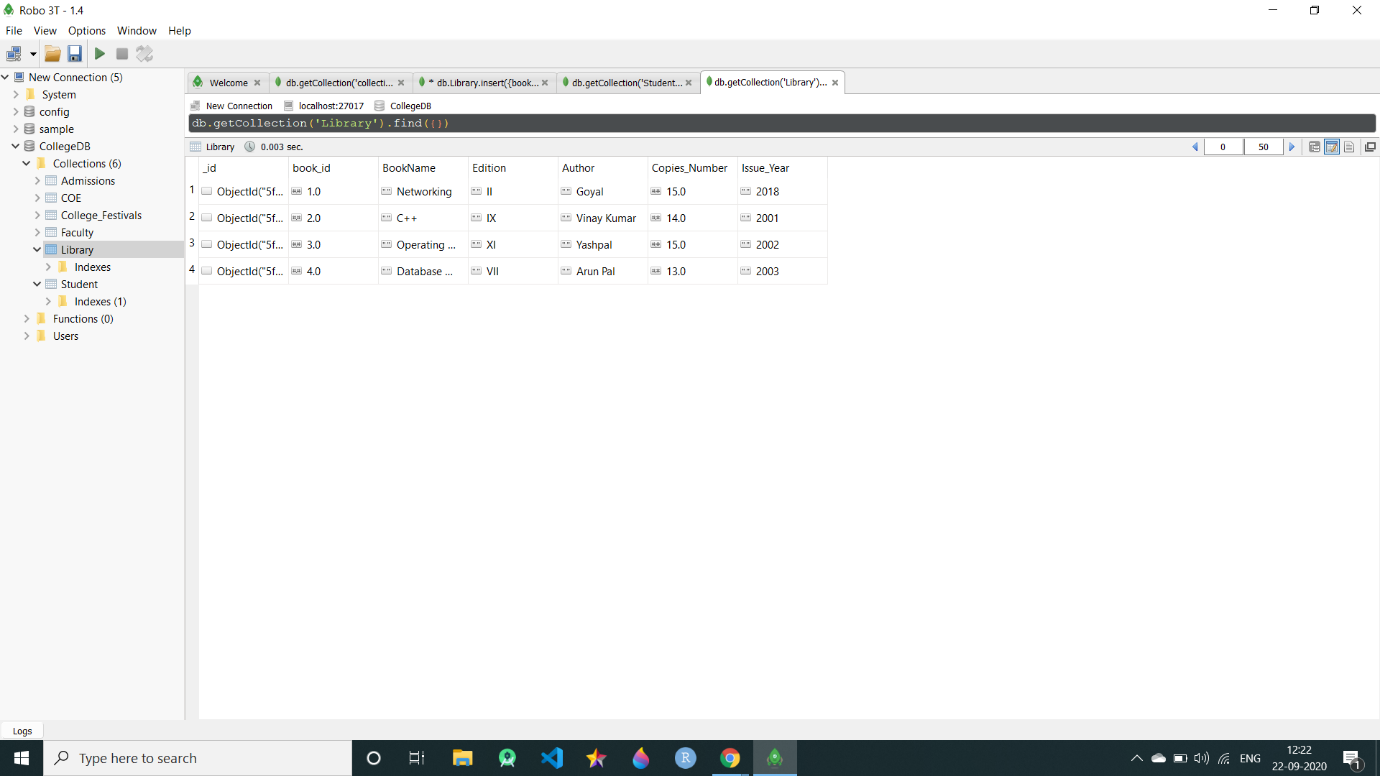 Robo 3T - 1.4
File View Options Window Help
New Connection (5)
System
config
sample
CollegeDB
Collections (6)
Admissions
COE
College_Festivals
Faculty
Library
Indexes
Student
Indexes (1)
Functions (0)
Users
Welcome db.getCollection('collecti... * db.Library.insert({book... db.getCollection('Student... db.getCollection('Library')...
New Connection localhost:27017 CollegeDB
db.getCollection('Library').find({})
Library 0.003 sec. 0 50
_id book_id BookName Edition Author Copies_Number Issue_Year
1 ObjectId("5f... 1.0 Networking II Goyal 15.0 2018
2 ObjectId("5f... 2.0 C++ IX Vinay Kumar 14.0 2001
3 ObjectId("5f... 3.0 Operating ... XI Yashpal 15.0 2002
4 ObjectId("5f... 4.0 Database ... VII Arun Pal 13.0 2003
Logs
Type here to search
R
ENG
12:22
22-09-2020
1